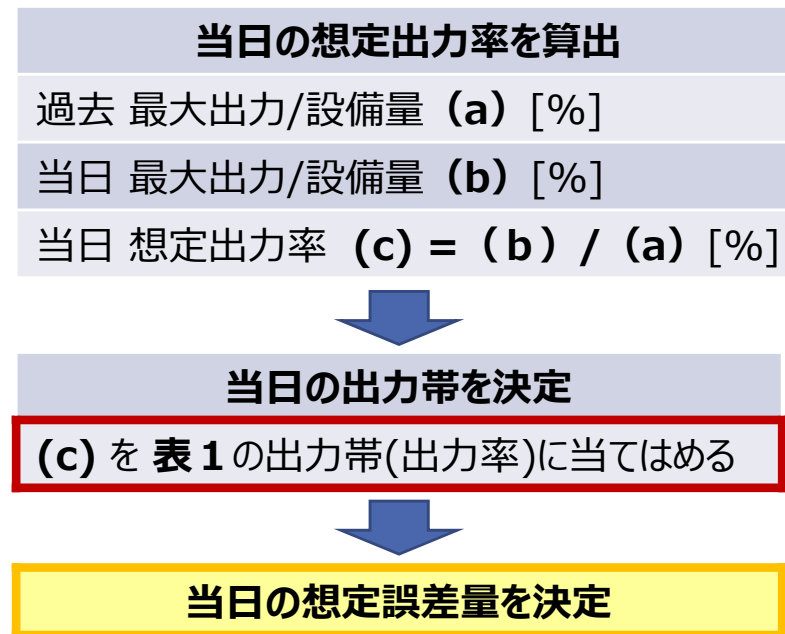 当日の想定出力率を算出
過去 最大出力/設備量（a）[%]
当日 最大出力/設備量（b）[%]
当日 想定出力率 (c) =（ｂ）/（a）[%]
当日の出力帯を決定
(c) を 表１の出力帯(出力率)に当てはめる
当日の想定誤差量を決定